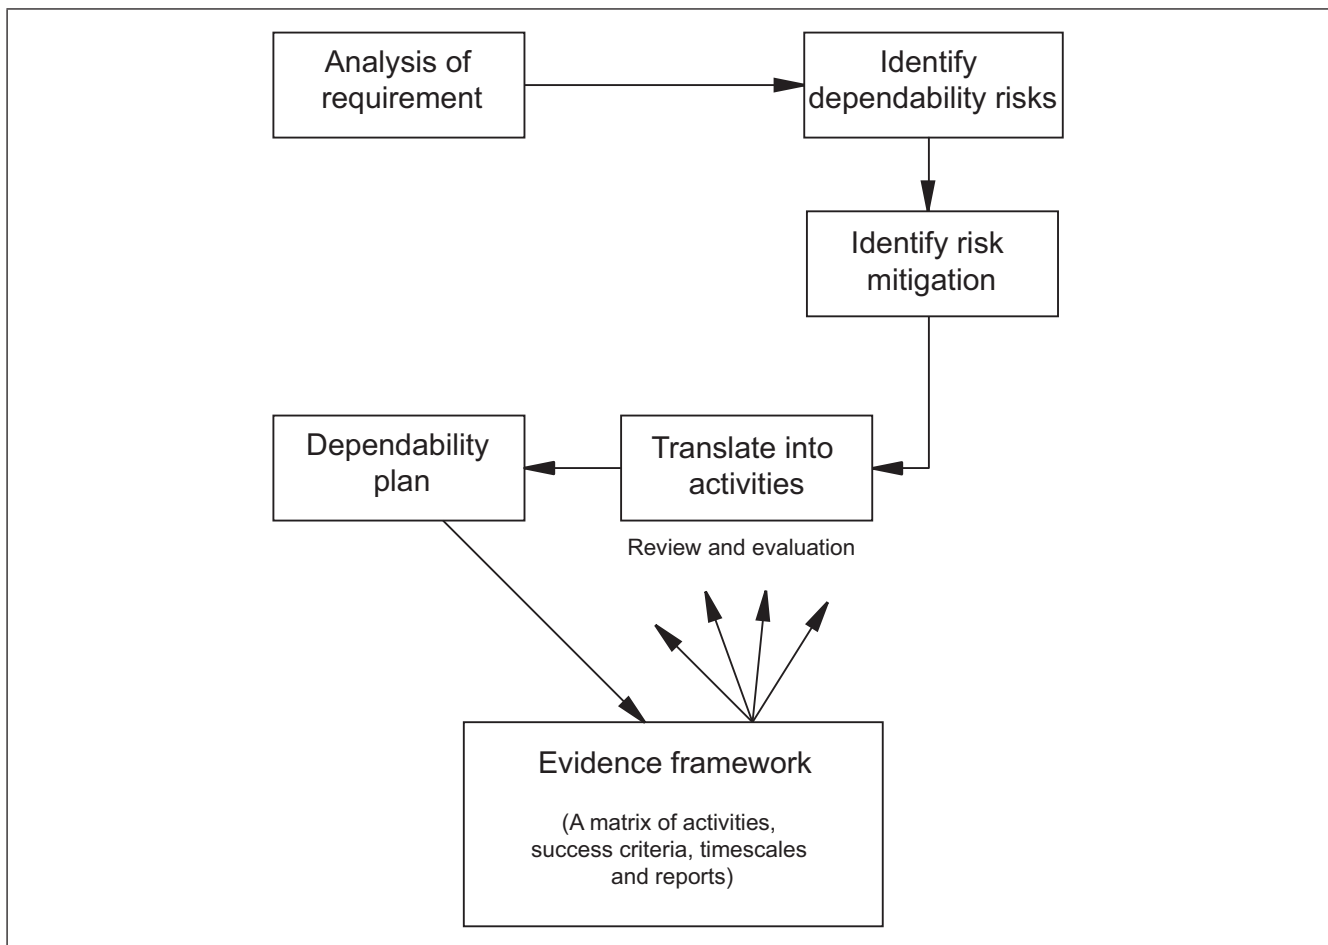 Analysis of
requirement
Identify
dependability risks
Identify risk
mitigation
Dependability
plan
Translate into
activities
Review and evaluation
Evidence framework
(A matrix of activities,
success criteria, timescales
and reports)